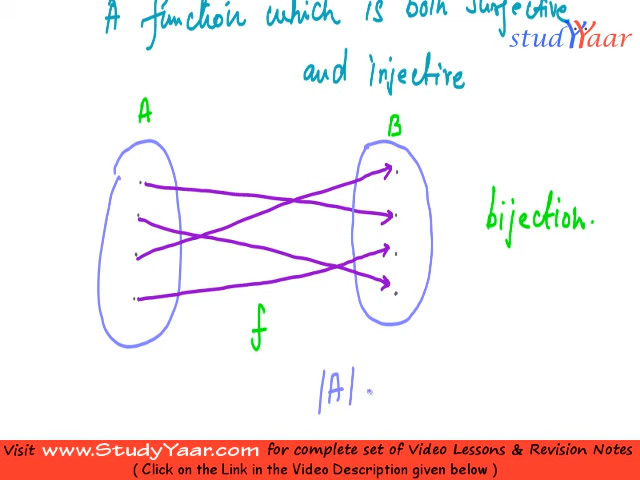 A function which is both surjective
studYYaar
and injective
A
B
bijection.
f
|A|
Visit www.StudyYaar.com for complete set of Video Lessons & Revision Notes
( Click on the Link in the Video Description given below )